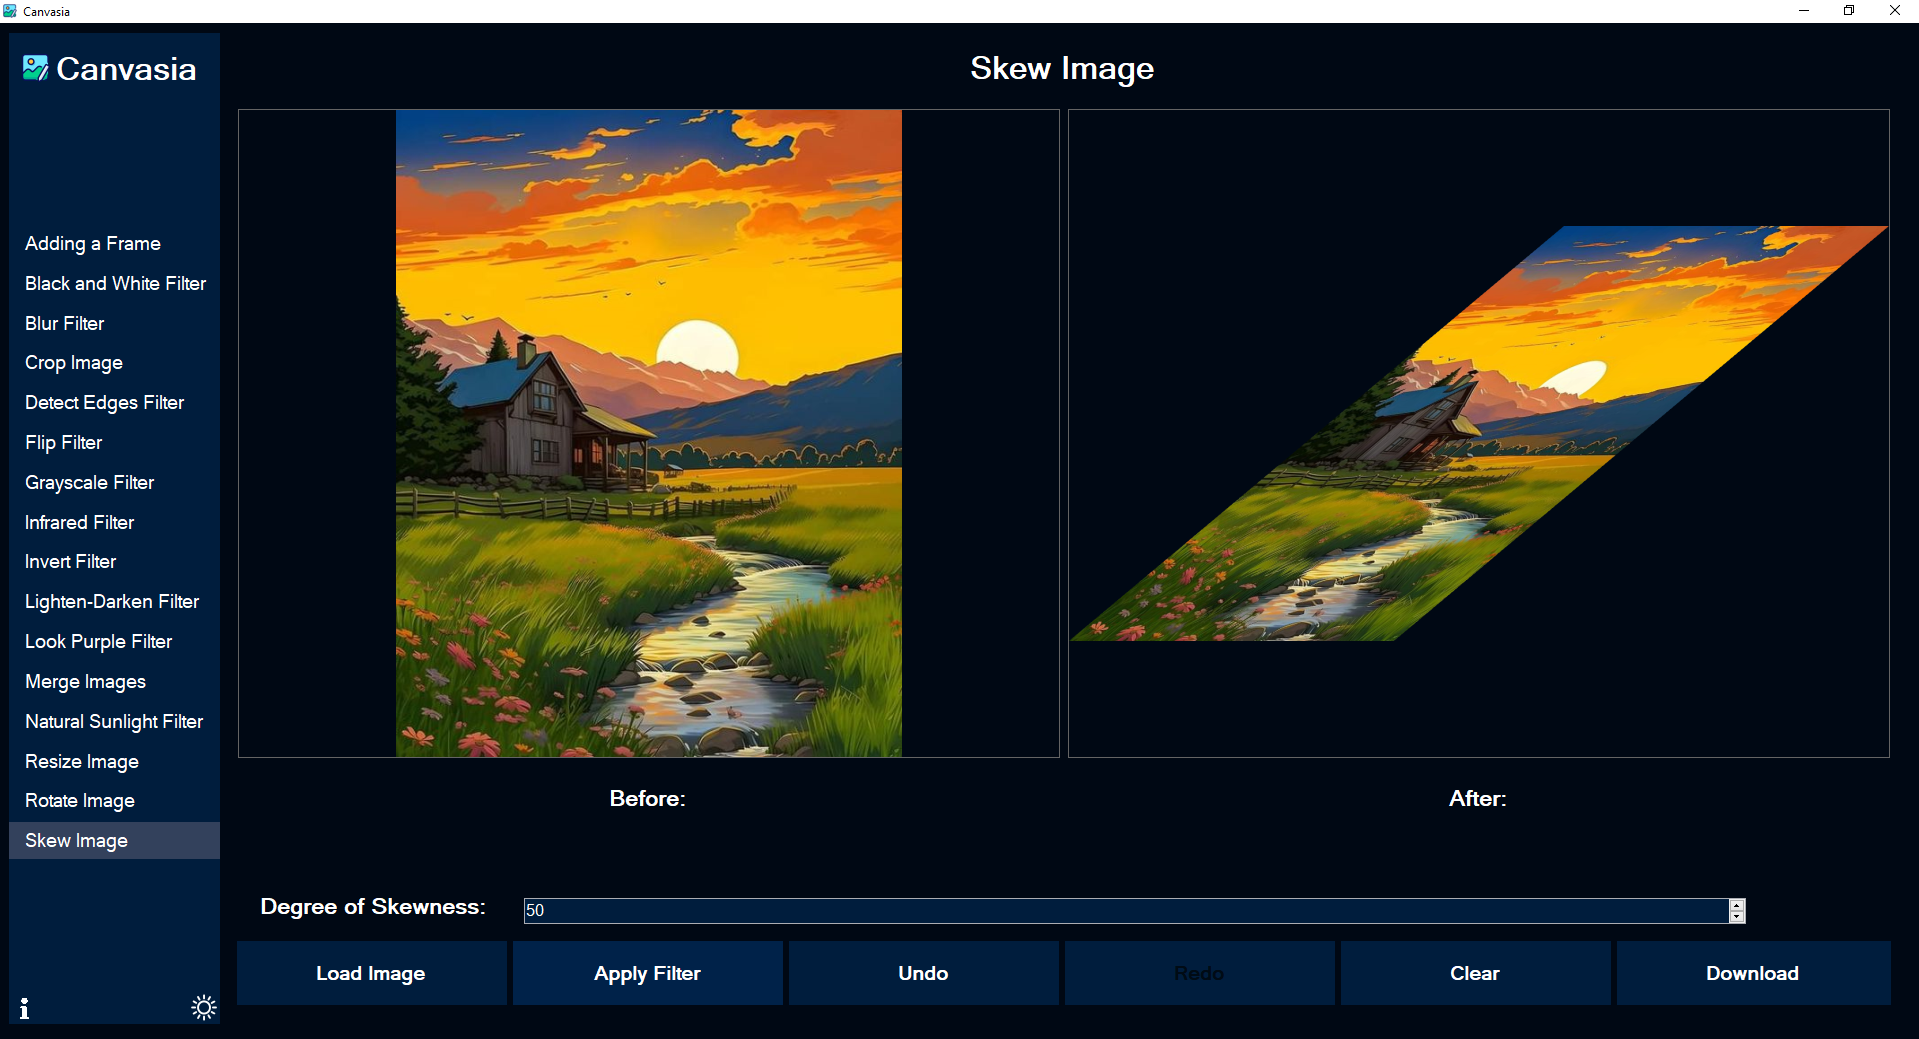 Canvasia
Canvasia
Skew Image
Adding a Frame
Black and White Filter
Blur Filter
Crop Image
Detect Edges Filter
Flip Filter
Grayscale Filter
Infrared Filter
Invert Filter
Lighten-Darken Filter
Look Purple Filter
Merge Images
Natural Sunlight Filter
Resize Image
Rotate Image
Skew Image
Before:
After:
Degree of Skewness:
50
Load Image
Apply Filter
Undo
Redo
Clear
Download